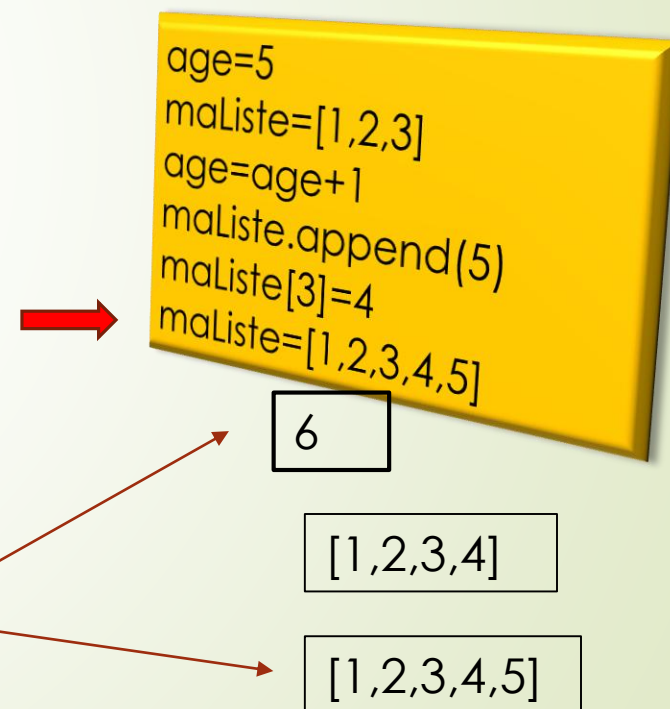 age=5
maListe=[1,2,3]
age=age+1
maListe.append(5)
maListe[3]=4
maListe=[1,2,3,4,5]
6
[1,2,3,4]
[1,2,3,4,5]